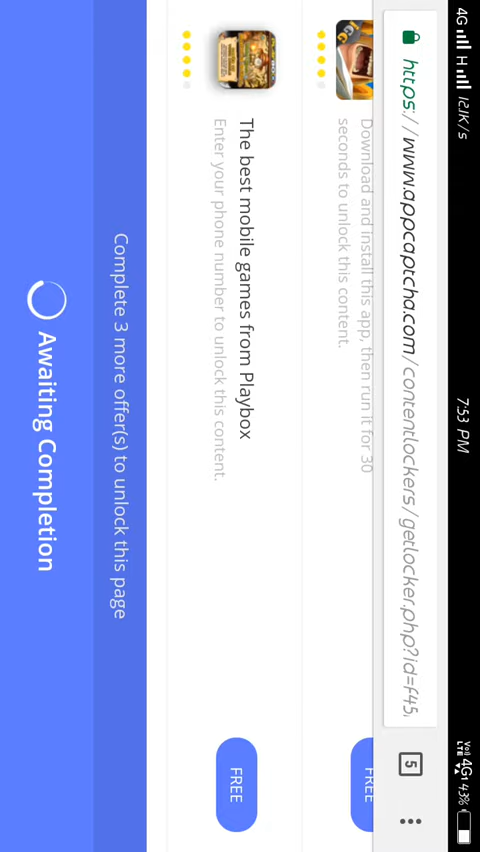 4G H 12.1K/s 7:53 PM VoLTE 4G1 43%
https://www.appcaptcha.com/contentlockers/getlocker.php?id=f45
5
Download and install this app, then run it for 30
seconds to unlock this content.
FREE
The best mobile games from Playbox
Enter your phone number to unlock this content.
FREE
Complete 3 more offer(s) to unlock this page
Awaiting Completion